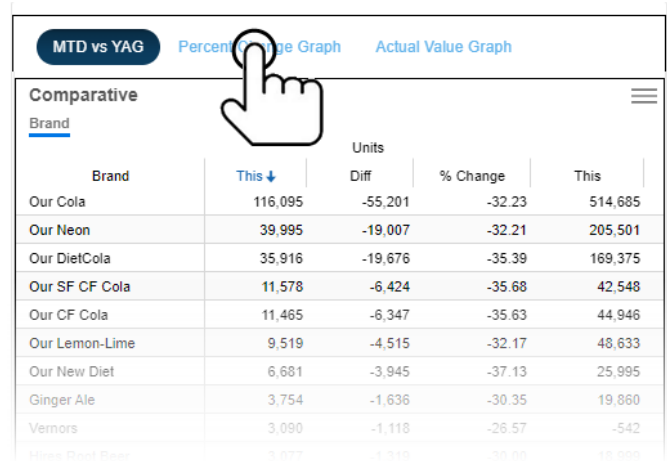 MTD vs YAG Percent Change Graph Actual Value Graph
Comparative
Brand
Units
Brand This Diff % Change This
Our Cola 116,095 -55,201 -32.23 514,685
Our Neon 39,995 -19,007 -32.21 205,501
Our DietCola 35,916 -19,676 -35.39 169,375
Our SF CF Cola 11,578 -6,424 -35.68 42,548
Our CF Cola 11,465 -6,347 -35.63 44,946
Our Lemon-Lime 9,519 -4,515 -32.17 48,633
Our New Diet 6,681 -3,945 -37.13 25,995
Ginger Ale 3,754 -1,636 -30.35 19,860
Vernors 3,090 -1,118 -26.57 -542